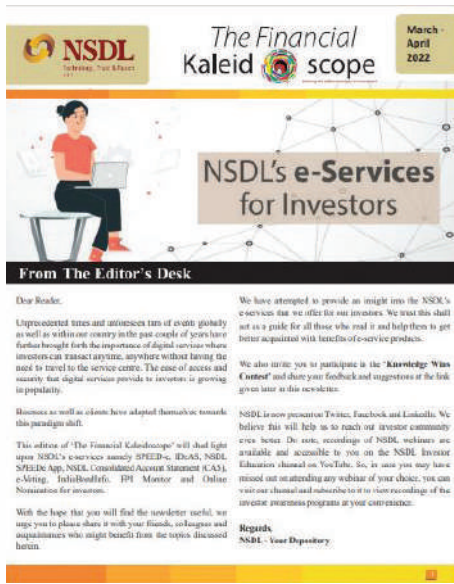 NSDL
Technology, Trust & Reach
The Financial
Kaleid scope
March -
April
2022
NSDL's e-Services
for Investors
From The Editor's Desk
Dear Reader,
Unprecedented times and unforeseen turn of events globally
as well as within our country in the past couple of years have
further brought forth the importance of digital services where
investors can transact anytime, anywhere without having the
need to travel to the service centre. The ease of access and
security that digital services provide to investors is growing
in popularity.
Business as well as clients have adapted themselves towards
this paradigm shift.
This edition of 'The Financial Kaleidoscope' will shed light
upon NSDL's e-services namely SPEED-e, IDeAS, NSDL
SPEEDe App, NSDL Consolidated Account Statement (CAS),
e-Voting, IndiaBondInfo, FPI Monitor and Online
Nomination for investors.
With the hope that you will find the newsletter useful, we
urge you to please share it with your friends, colleagues and
acquaintances who might benefit from the topics discussed
herein.
We have attempted to provide an insight into the NSDL's
e-services that we offer for our investors. We trust this shall
act as a guide for all those who read it and help them to get
better acquainted with benefits of e-service products.
We also invite you to participate in the 'Knowledge Wins
Contest' and share your feedback and suggestions at the link
given later in this newsletter.
NSDL is now present on Twitter, Facebook and LinkedIn. We
believe this will help us to reach out investor community
even better. Do note, recordings of NSDL webinars are
available and accessible to you on the NSDL Investor
Education channel on YouTube. So, in case you may have
missed out on attending any webinar of your choice, you can
visit our channel and subscribe to it to view recordings of the
investor awareness programs at your convenience.
Regards,
NSDL - Your Depository